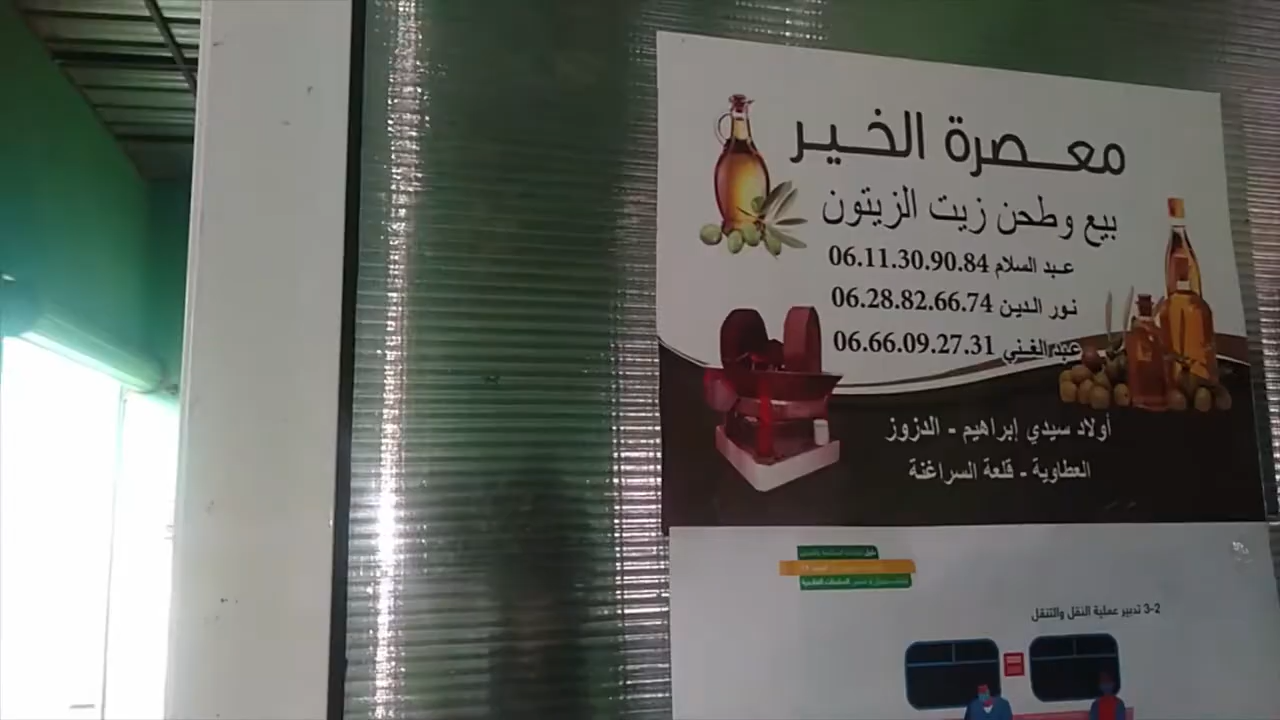 معصرة الخير
بيع وطحن زيت الزيتون
عبد السلام 06.11.30.90.84
نور الدين 06.28.82.66.74
عبد الغني 06.66.09.27.31
أولاد سيدي إبراهيم - الدزوز
العطاوية - قلعة السراغنة
3-2 تدبير عملية النقل والتنقل